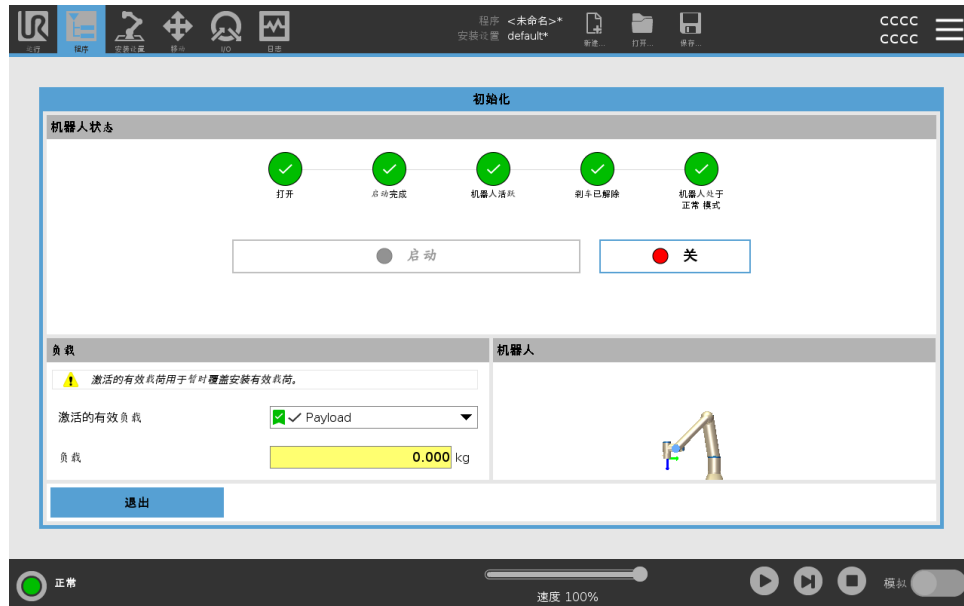 程序 <未命名>*
安装设置 default*
CCCC
CCCC
运行
程序
安装设置
移动
I/O
日志
新建...
打开...
保存...
初始化
机器人状态
打开
启动完成
机器人活跃
刹车已解除
机器人处于
正常 模式
启动
关
负载
机器人
激活的有效载荷用于暂时覆盖安装有效载荷。
激活的有效负载
Payload
负载
0.000 kg
退出
正常
速度 100%
模拟